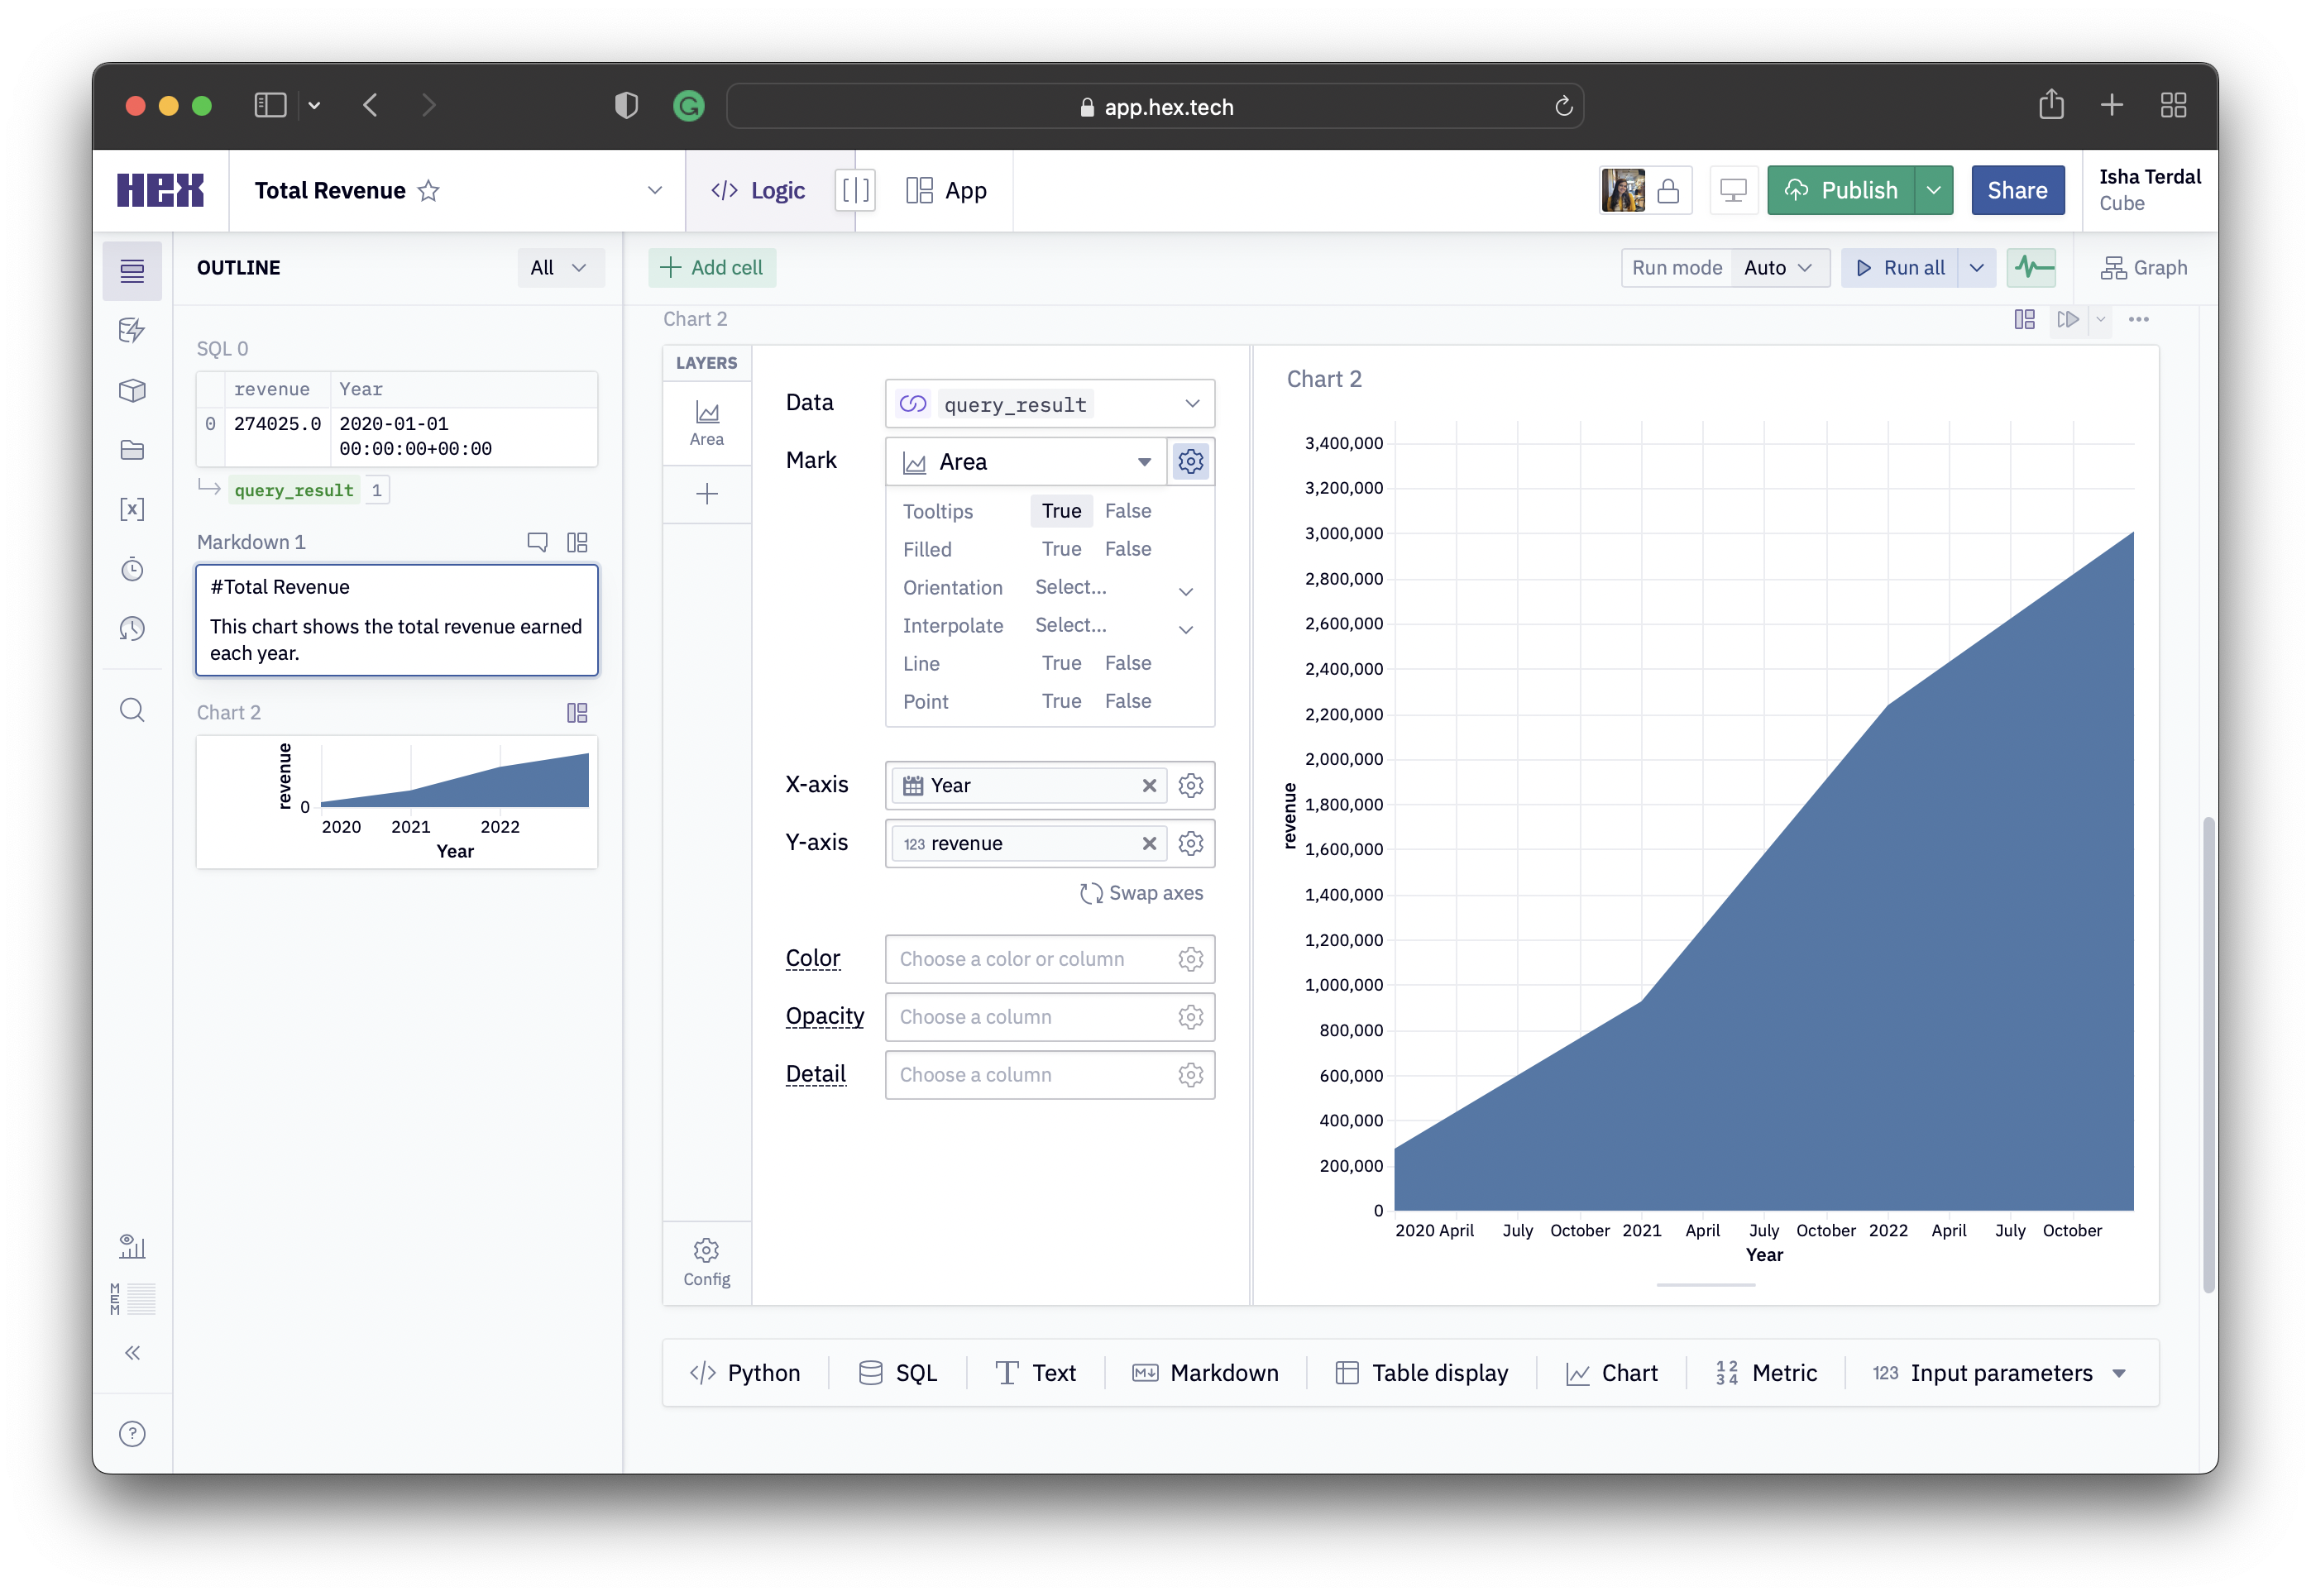 app.hex.tech
HEX
Total Revenue
</> Logic
App
Publish
Share
Isha Terdal
Cube
OUTLINE
All
Add cell
Run mode Auto
Run all
Graph
SQL 0
revenue Year
0 274025.0 2020-01-01
00:00:00+00:00
query_result 1
Markdown 1
#Total Revenue
This chart shows the total revenue earned
each year.
Chart 2
revenue
0
2020 2021 2022
Year
MEM
Chart 2
LAYERS
Area
Config
Data query_result
Mark Area
Tooltips True False
Filled True False
Orientation Select...
Interpolate Select...
Line True False
Point True False
X-axis Year
Y-axis 123 revenue
Swap axes
Color Choose a color or column
Opacity Choose a column
Detail Choose a column
Chart 2
revenue
3,400,000
3,200,000
3,000,000
2,800,000
2,600,000
2,400,000
2,200,000
2,000,000
1,800,000
1,600,000
1,400,000
1,200,000
1,000,000
800,000
600,000
400,000
200,000
0
2020 April July October 2021 April July October 2022 April July October
Year
</> Python SQL Text Markdown Table display Chart 1234 Metric 123 Input parameters